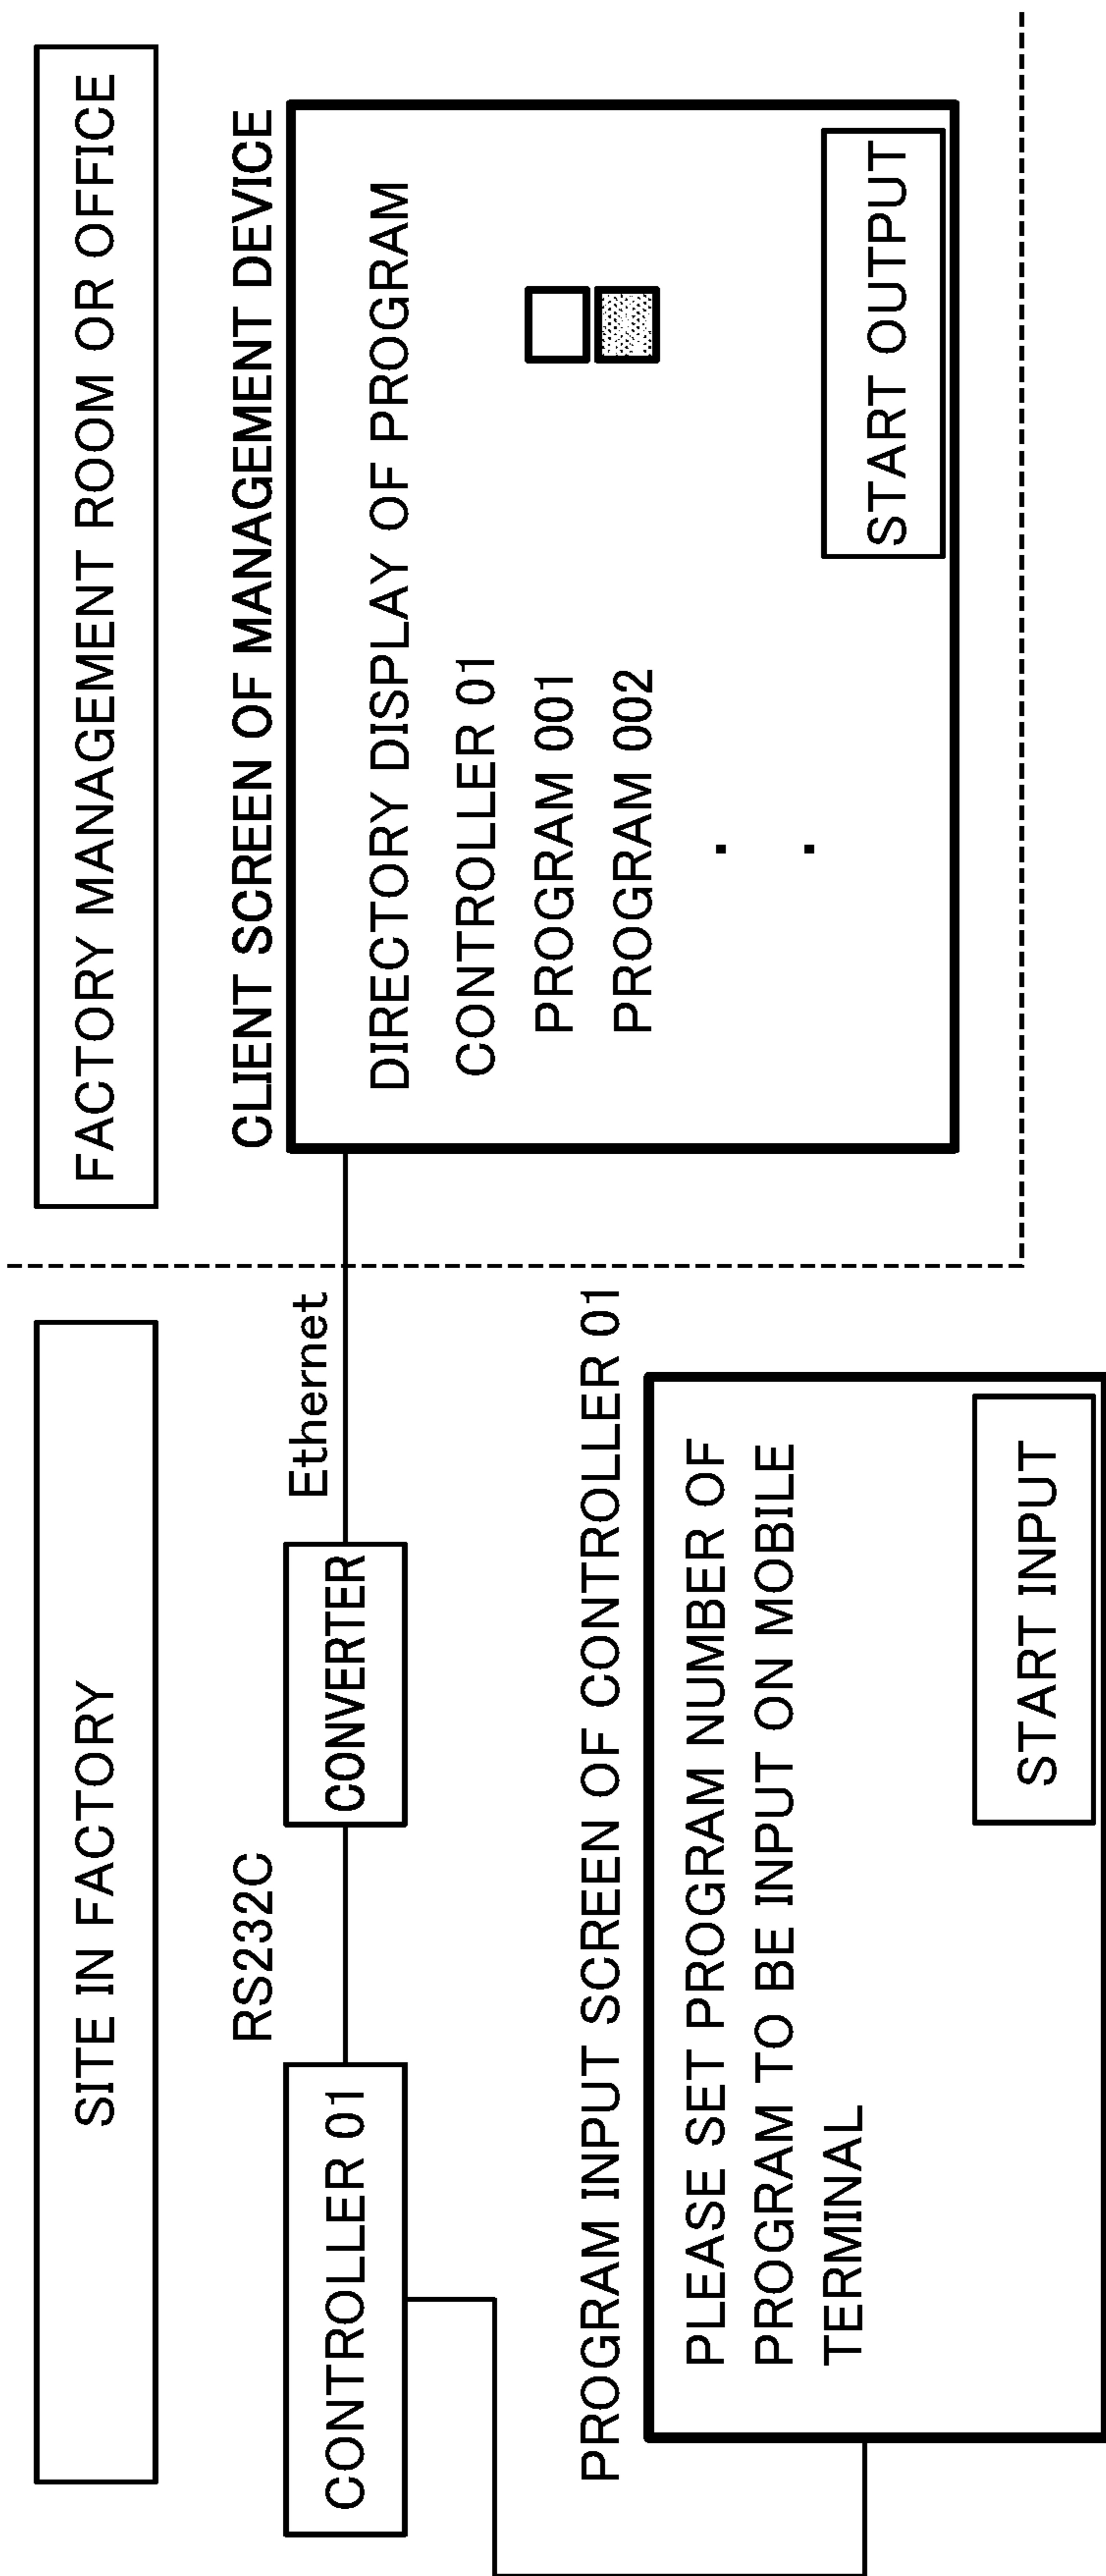 SITE IN FACTORY
FACTORY MANAGEMENT ROOM OR OFFICE
RS232C
CONTROLLER 01
CONVERTER
Ethernet
PROGRAM INPUT SCREEN OF CONTROLLER 01
PLEASE SET PROGRAM NUMBER OF
PROGRAM TO BE INPUT ON MOBILE
TERMINAL
START INPUT
CLIENT SCREEN OF MANAGEMENT DEVICE
DIRECTORY DISPLAY OF PROGRAM
CONTROLLER 01
PROGRAM 001
PROGRAM 002
.
.
START OUTPUT